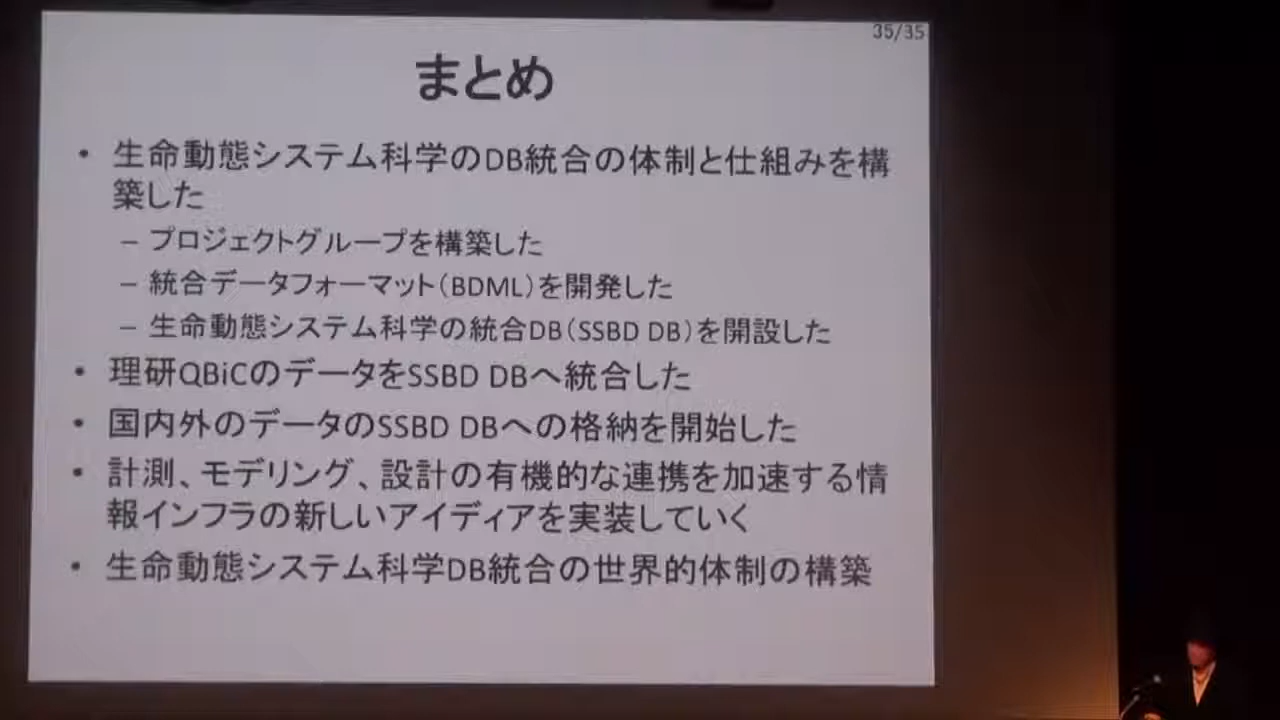 35/35
まとめ
• 生命動態システム科学のDB統合の体制と仕組みを構
築した
– プロジェクトグループを構築した
– 統合データフォーマット（BDML）を開発した
– 生命動態システム科学の統合DB（SSBD DB）を開設した
• 理研QBiCのデータをSSBD DBへ統合した
• 国内外のデータのSSBD DBへの格納を開始した
• 計測、モデリング、設計の有機的な連携を加速する情
報インフラの新しいアイディアを実装していく
• 生命動態システム科学DB統合の世界的体制の構築